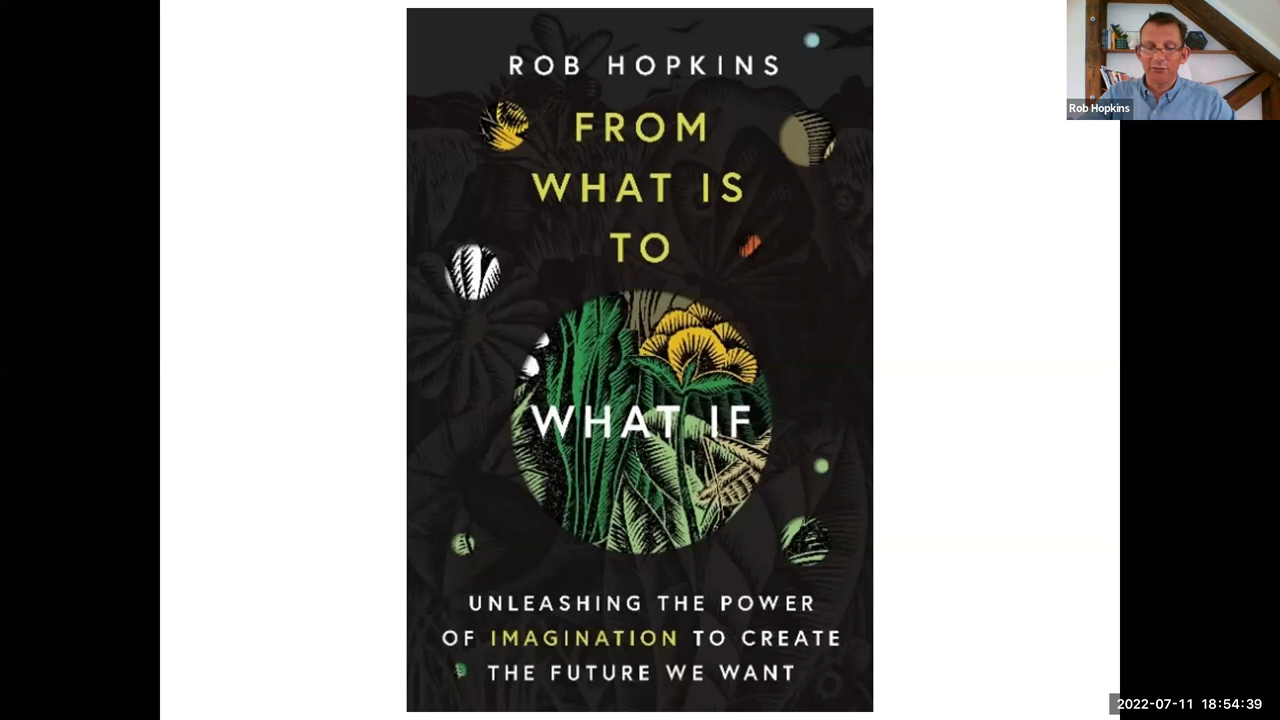 ROB HOPKINS
FROM
WHAT IS
TO
WHAT IF
UNLEASHING THE POWER
OF IMAGINATION TO CREATE
THE FUTURE WE WANT
Rob Hopkins
2022-07-11 18:54:39